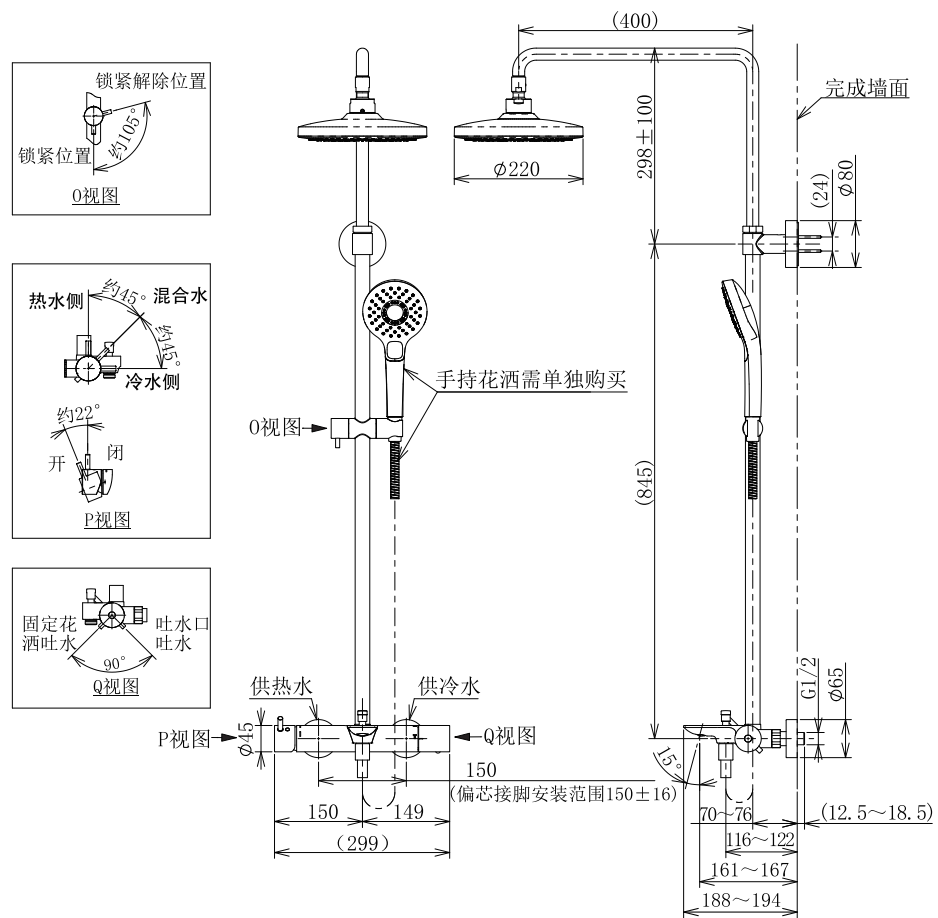 锁紧解除位置
约105°
锁紧位置
O视图
热水侧
约45°
混合水
约45°
冷水侧
约22°
开
闭
P视图
固定花
洒吐水
吐水口
吐水
90°
Q视图
(400)
完成墙面
298±100
φ220
(24)
φ80
手持花洒需单独购买
O视图
(845)
供热水
供冷水
G1/2
φ65
P视图
φ45
Q视图
15°
150
(偏芯接脚安装范围150±16)
150
149
(299)
70~76
(12.5~18.5)
116~122
161~167
188~194